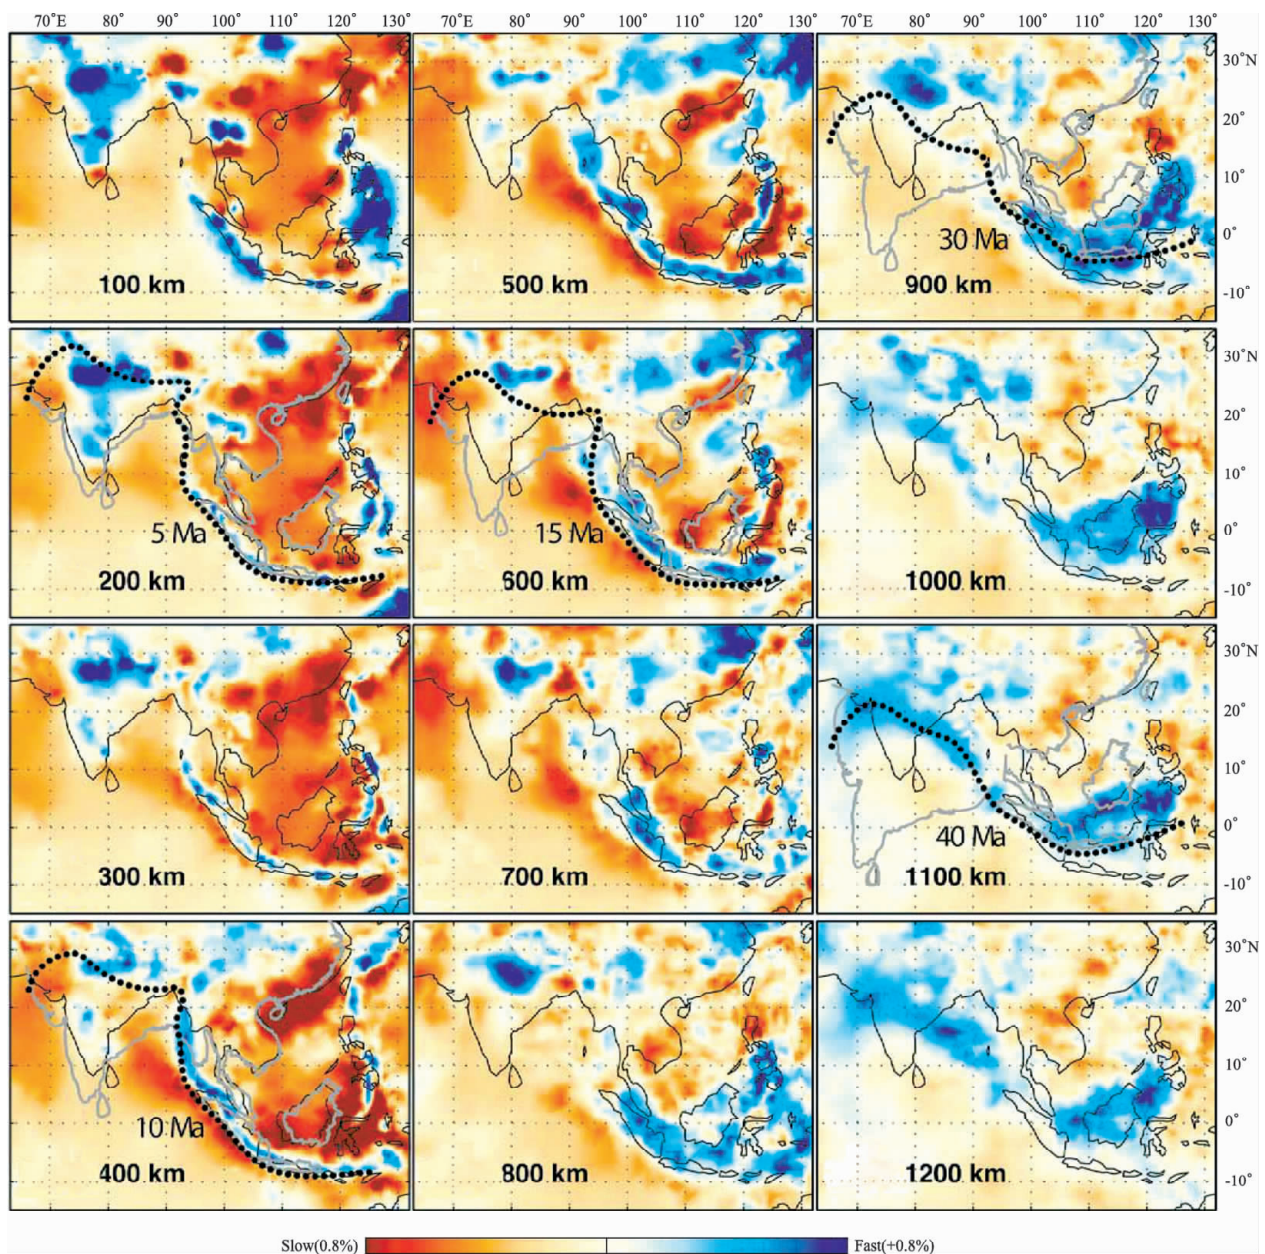 70°E 80° 90° 100° 110° 120° 130° 70°E 80° 90° 100° 110° 120° 130° 70°E 80° 90° 100° 110° 120° 130°
30°N
20°
10°
0°
-10°
100 km
500 km
30 Ma
900 km
30°N
20°
10°
0°
-10°
5 Ma
200 km
15 Ma
600 km
1000 km
30°N
20°
10°
0°
-10°
300 km
700 km
40 Ma
1100 km
30°N
20°
10°
0°
-10°
10 Ma
400 km
800 km
1200 km
Slow(0.8%) Fast(+0.8%)